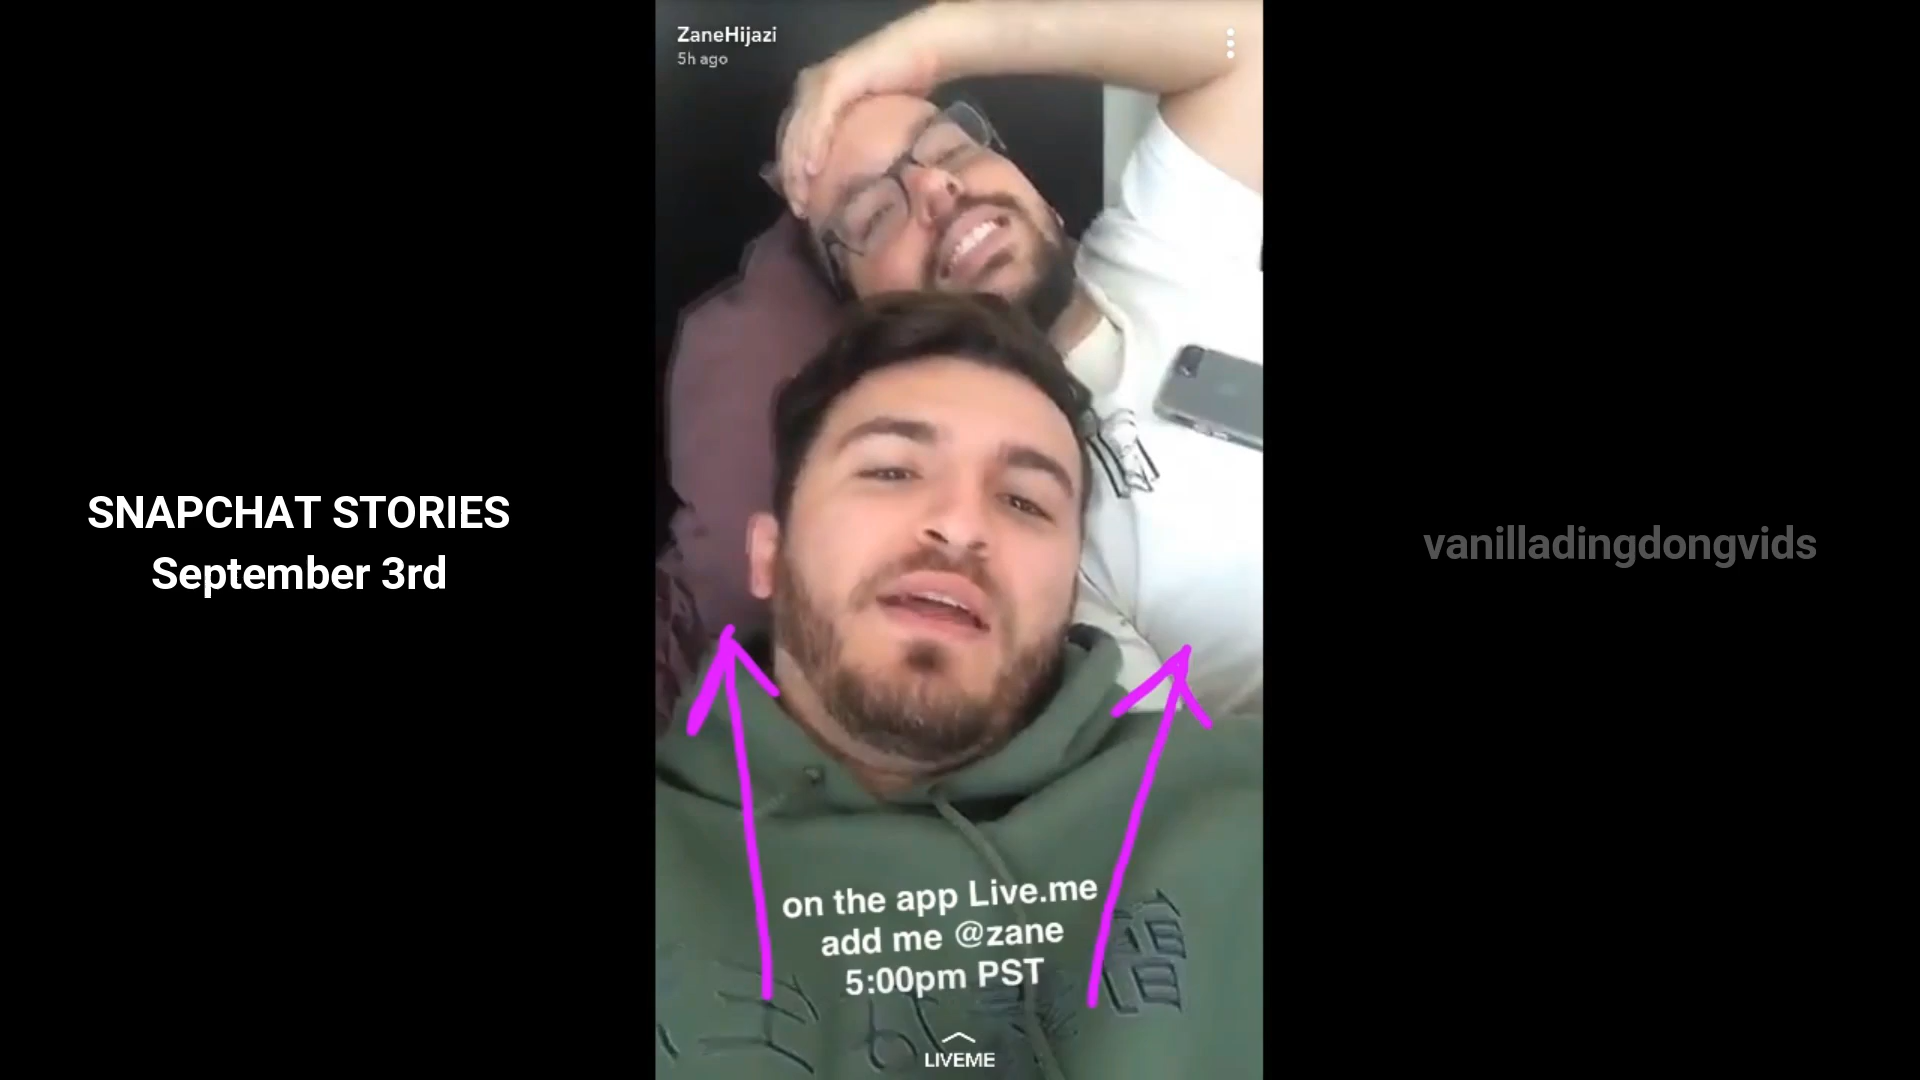 ZaneHijazi
5h ago
SNAPCHAT STORIES
September 3rd
vanilladingdongvids
on the app Live.me
add me @zane
5:00pm PST
LIVEME